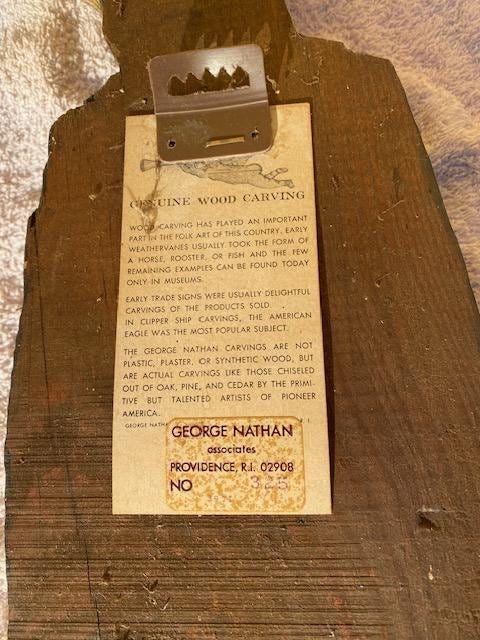 GENUINE WOOD CARVING
WOOD CARVING HAS PLAYED AN IMPORTANT
PART IN THE FOLK ART OF THIS COUNTRY, EARLY
WEATHERVANES USUALLY TOOK THE FORM OF
A HORSE, ROOSTER, OR FISH AND THE FEW
REMAINING EXAMPLES CAN BE FOUND TODAY
ONLY IN MUSEUMS.
EARLY TRADE SIGNS WERE USUALLY DELIGHTFUL
CARVINGS OF THE PRODUCTS SOLD.
IN CLIPPER SHIP CARVINGS, THE AMERICAN
EAGLE WAS THE MOST POPULAR SUBJECT.
THE GEORGE NATHAN CARVINGS ARE NOT
PLASTIC, PLASTER, OR SYNTHETIC WOOD, BUT
ARE ACTUAL CARVINGS LIKE THOSE CHISELED
OUT OF OAK, PINE, AND CEDAR BY THE PRIMI-
TIVE BUT TALENTED ARTISTS OF PIONEER
AMERICA.
GEORGE NATHAN
GEORGE NATHAN
associates
PROVIDENCE, R.I. 02908
NO